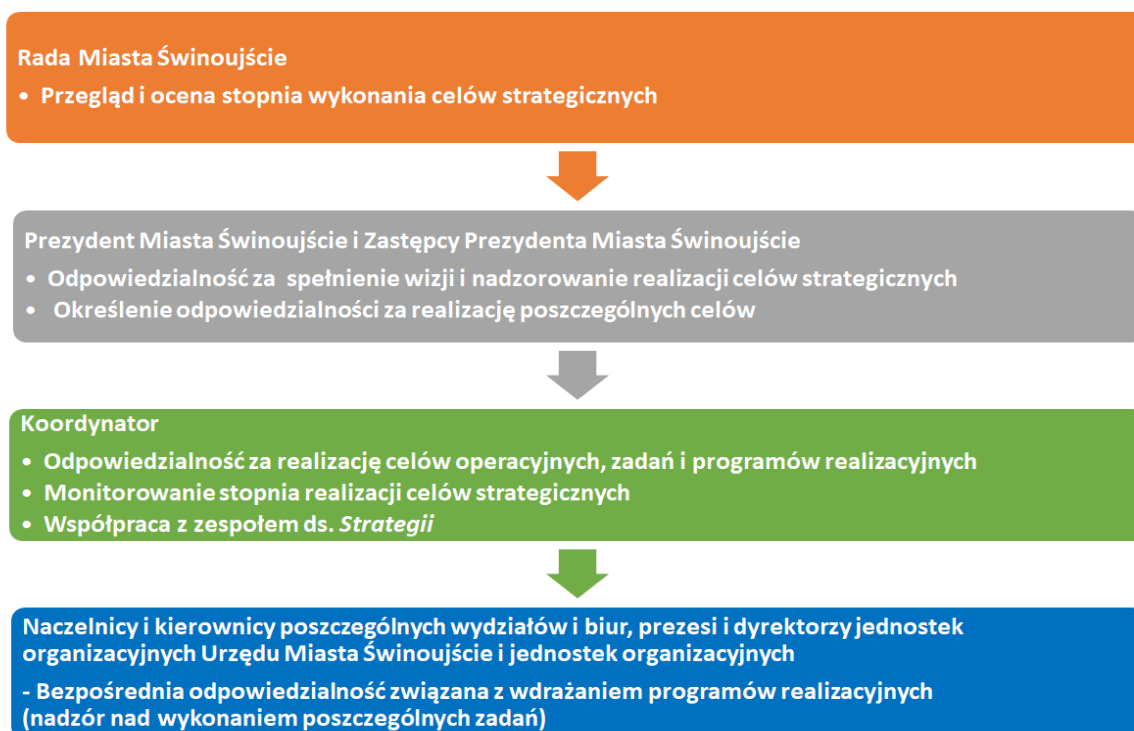 Rada Miasta Świnoujście
• Przegląd i ocena stopnia wykonania celów strategicznych
Prezydent Miasta Świnoujście i Zastępcy Prezydenta Miasta Świnoujście
• Odpowiedzialność za spełnienie wizji i nadzorowanie realizacji celów strategicznych
• Określenie odpowiedzialności za realizację poszczególnych celów
Koordynator
• Odpowiedzialność za realizację celów operacyjnych, zadań i programów realizacyjnych
• Monitorowanie stopnia realizacji celów strategicznych
• Współpraca z zespołem ds. Strategii
Naczelnicy i kierownicy poszczególnych wydziałów i biur, prezesi i dyrektorzy jednostek
organizacyjnych Urzędu Miasta Świnoujście i jednostek organizacyjnych
- Bezpośrednia odpowiedzialność związana z wdrażaniem programów realizacyjnych
(nadzór nad wykonaniem poszczególnych zadań)